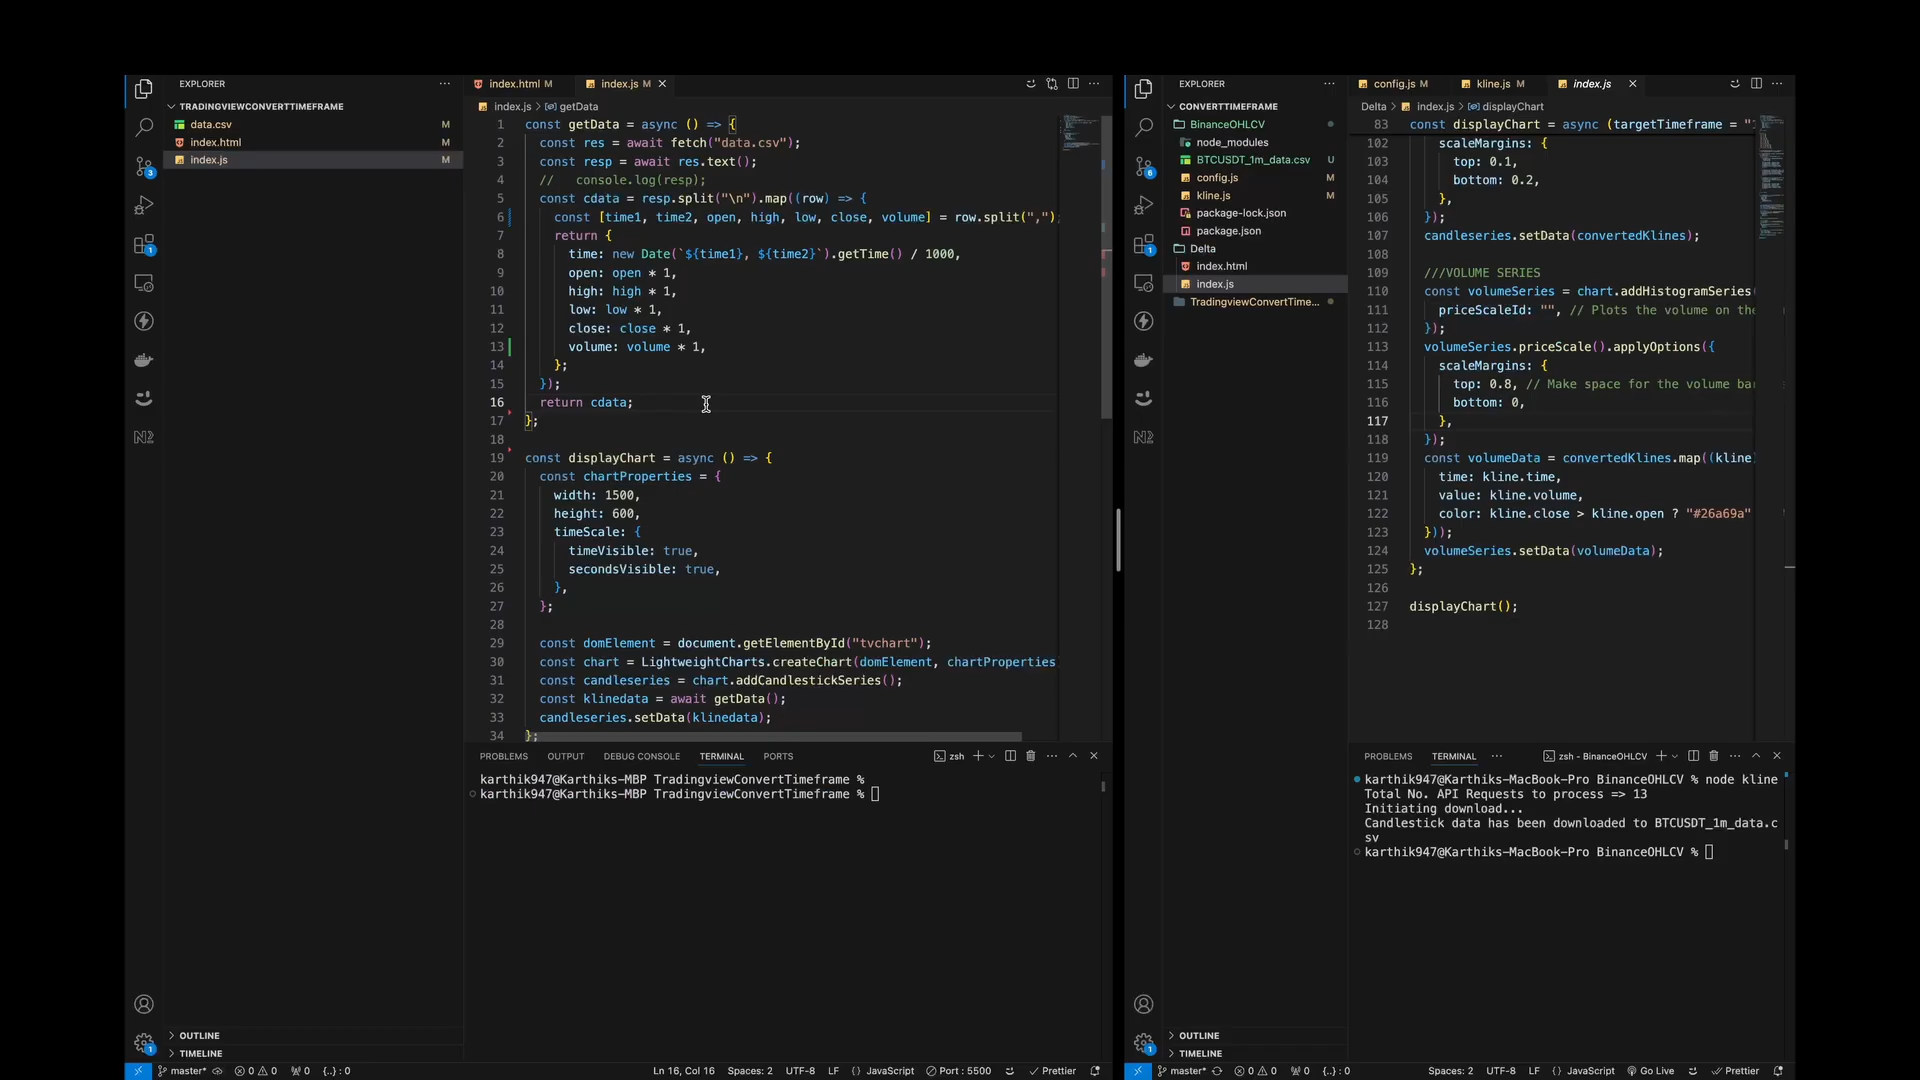 EXPLORER
TRADINGVIEWCONVERTTIMEFRAME
data.csv M
index.html M
index.js M
OUTLINE
TIMELINE
index.html M index.js M
index.js > getData
1 const getData = async () => {
2 const res = await fetch("data.csv");
3 const resp = await res.text();
4 // console.log(resp);
5 const cdata = resp.split("\n").map((row) => {
6 const [time1, time2, open, high, low, close, volume] = row.split(",");
7 return {
8 time: new Date(`${time1}, ${time2}`).getTime() / 1000,
9 open: open * 1,
10 high: high * 1,
11 low: low * 1,
12 close: close * 1,
13 volume: volume * 1,
14 };
15 });
16 return cdata;
17 };
18
19 const displayChart = async () => {
20 const chartProperties = {
21 width: 1500,
22 height: 600,
23 timeScale: {
24 timeVisible: true,
25 secondsVisible: true,
26 },
27 };
28
29 const domElement = document.getElementById("tvchart");
30 const chart = LightweightCharts.createChart(domElement, chartProperties
31 const candleseries = chart.addCandlestickSeries();
32 const klinedata = await getData();
33 candleseries.setData(klinedata);
34 };
PROBLEMS OUTPUT DEBUG CONSOLE TERMINAL PORTS zsh
karthik947@Karthiks-MBP TradingviewConvertTimeframe %
karthik947@Karthiks-MBP TradingviewConvertTimeframe %
master* 0 0 0 {..} : 0 Ln 16, Col 16 Spaces: 2 UTF-8 LF {} JavaScript Port : 5500 Prettier
EXPLORER
CONVERTTIMEFRAME
BinanceOHLCV
node_modules
BTCUSDT_1m_data.csv U
config.js M
kline.js M
package-lock.json
package.json
Delta
index.html
index.js
TradingviewConvertTime...
OUTLINE
TIMELINE
config.js M kline.js M index.js
Delta > index.js > displayChart
83 const displayChart = async (targetTimeframe = "
102 scaleMargins: {
103 top: 0.1,
104 bottom: 0.2,
105 },
106 });
107 candleseries.setData(convertedKlines);
108
109 ///VOLUME SERIES
110 const volumeSeries = chart.addHistogramSeries(
111 priceScaleId: "", // Plots the volume on the
112 });
113 volumeSeries.priceScale().applyOptions({
114 scaleMargins: {
115 top: 0.8, // Make space for the volume bar
116 bottom: 0,
117 },
118 });
119 const volumeData = convertedKlines.map((kline)
120 time: kline.time,
121 value: kline.volume,
122 color: kline.close > kline.open ? "#26a69a"
123 }));
124 volumeSeries.setData(volumeData);
125 };
126
127 displayChart();
128
PROBLEMS TERMINAL zsh - BinanceOHLCV
karthik947@Karthiks-MacBook-Pro BinanceOHLCV % node kline
Total No. API Requests to process => 13
Initiating download...
Candlestick data has been downloaded to BTCUSDT_1m_data.c
sv
karthik947@Karthiks-MacBook-Pro BinanceOHLCV %
master* 0 0 0 {..} : 0 Spaces: 2 UTF-8 LF {} JavaScript Go Live Prettier